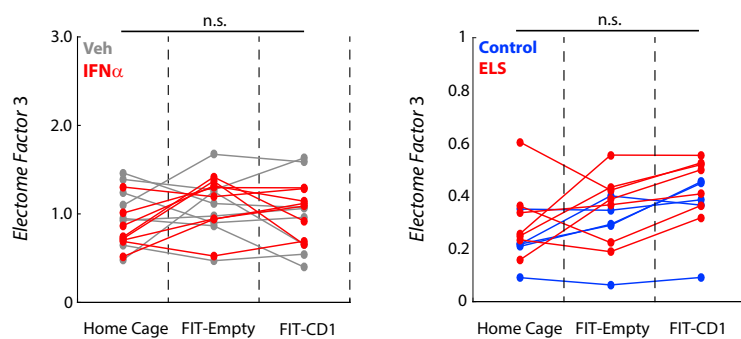 n.s.
3.0
2.0
1.0
0
Veh
IFNα
Electome Factor 3
Home Cage FIT-Empty FIT-CD1
n.s.
1
0.8
0.6
0.4
0.2
0
Control
ELS
Electome Factor 3
Home Cage FIT-Empty FIT-CD1